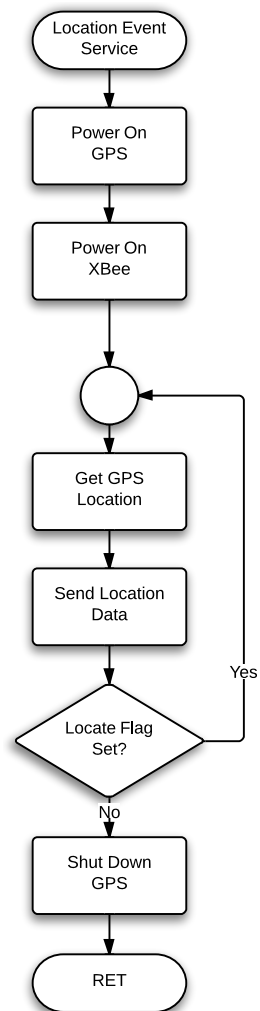 Location Event
Service
Power On
GPS
Power On
XBee
Get GPS
Location
Send Location
Data
Yes
Locate Flag
Set?
No
Shut Down
GPS
RET